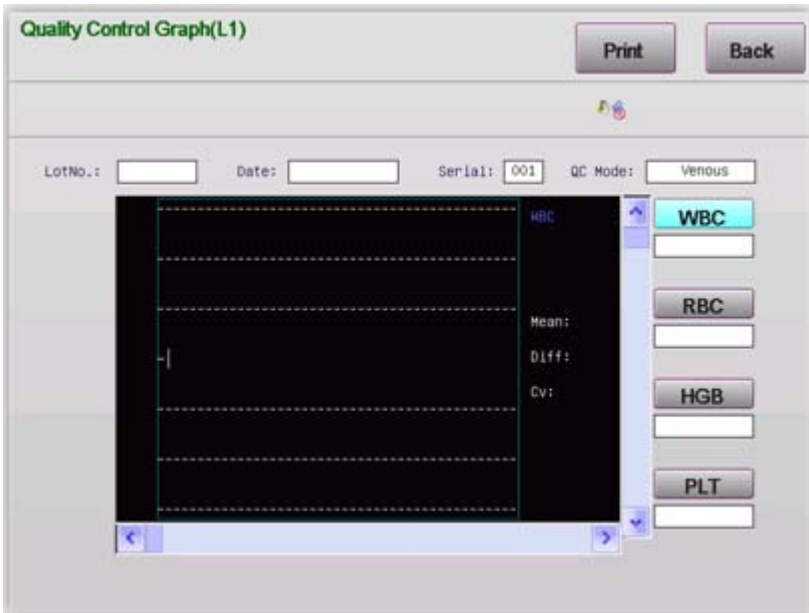 Quality Control Graph(L1)
Print
Back
LotNo.:
Date:
Serial: 001
QC Mode: Venous
WBC
WBC
RBC
Mean:
Diff:
Cv:
HGB
PLT